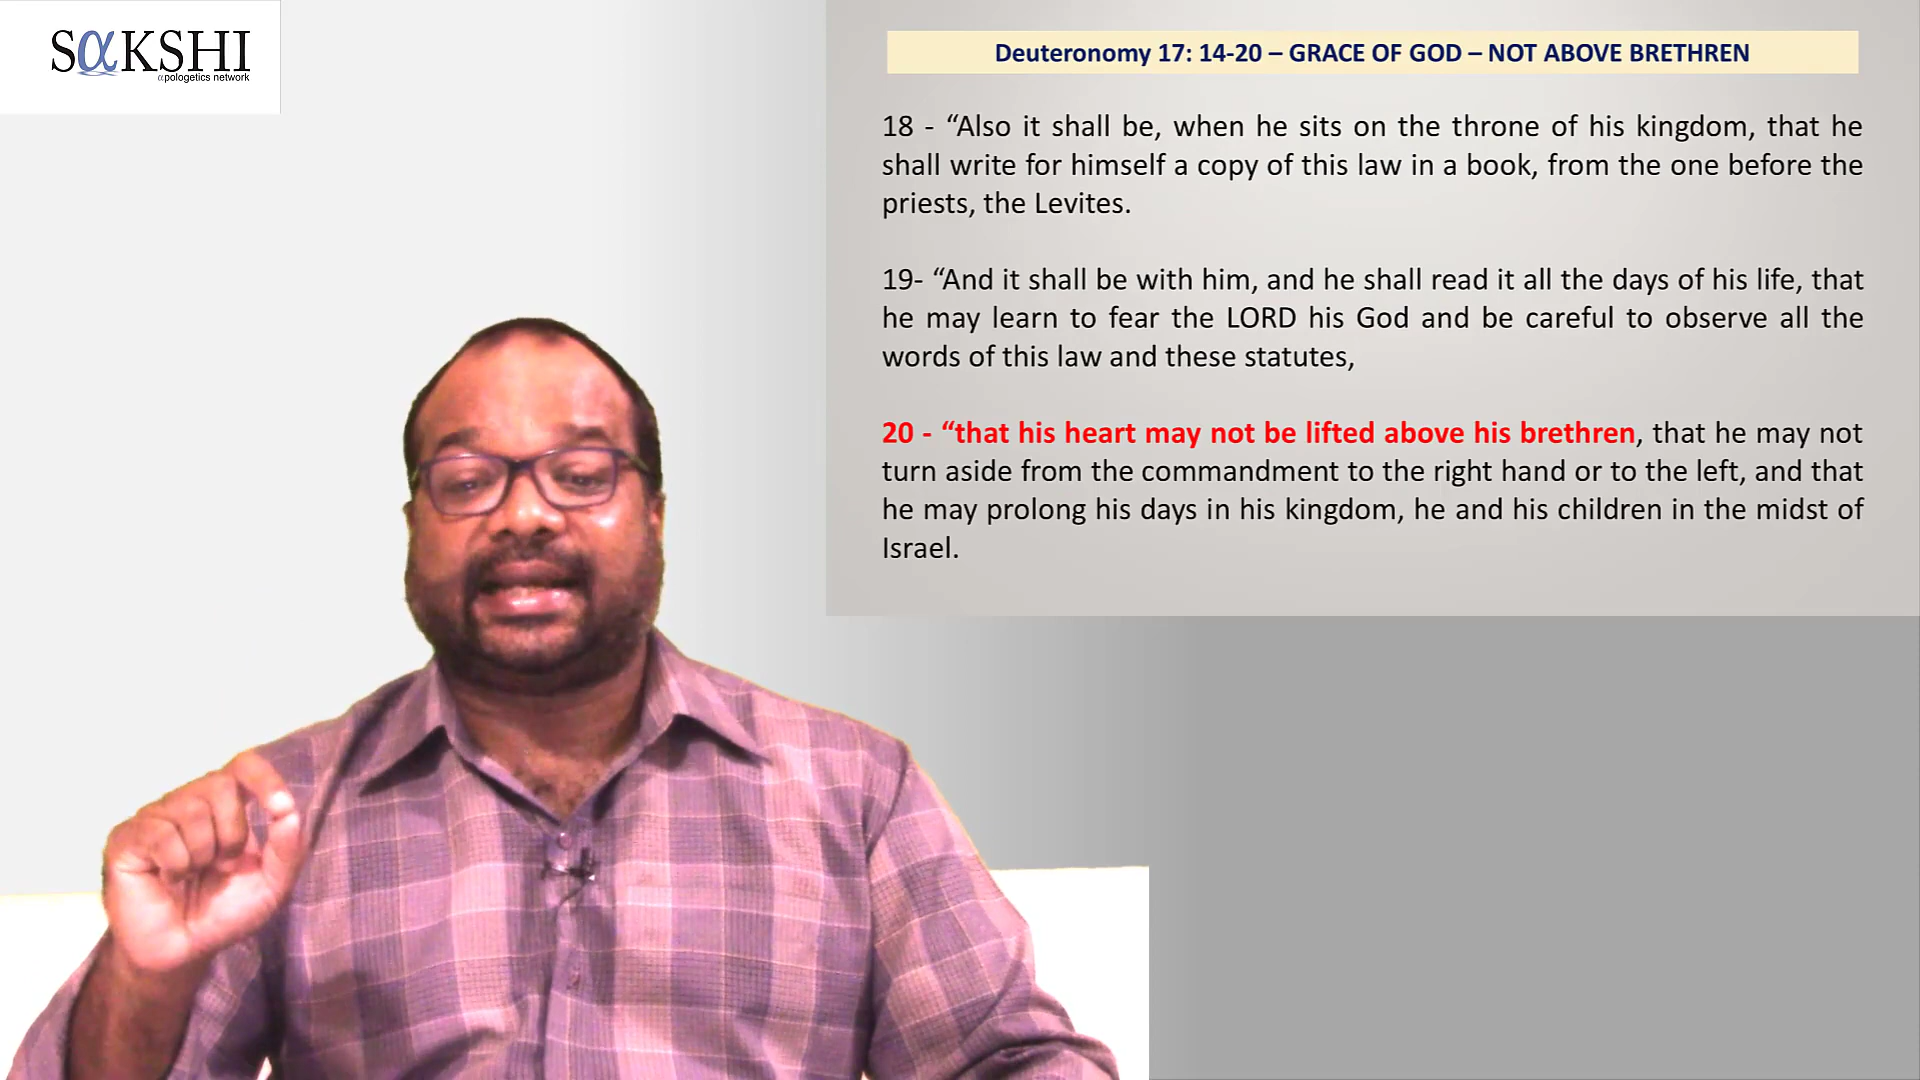 SαKSHI
αpologetics network
Deuteronomy 17: 14-20 – GRACE OF GOD – NOT ABOVE BRETHREN
18 - “Also it shall be, when he sits on the throne of his kingdom, that he
shall write for himself a copy of this law in a book, from the one before the
priests, the Levites.
19- “And it shall be with him, and he shall read it all the days of his life, that
he may learn to fear the LORD his God and be careful to observe all the
words of this law and these statutes,
20 - “that his heart may not be lifted above his brethren, that he may not
turn aside from the commandment to the right hand or to the left, and that
he may prolong his days in his kingdom, he and his children in the midst of
Israel.